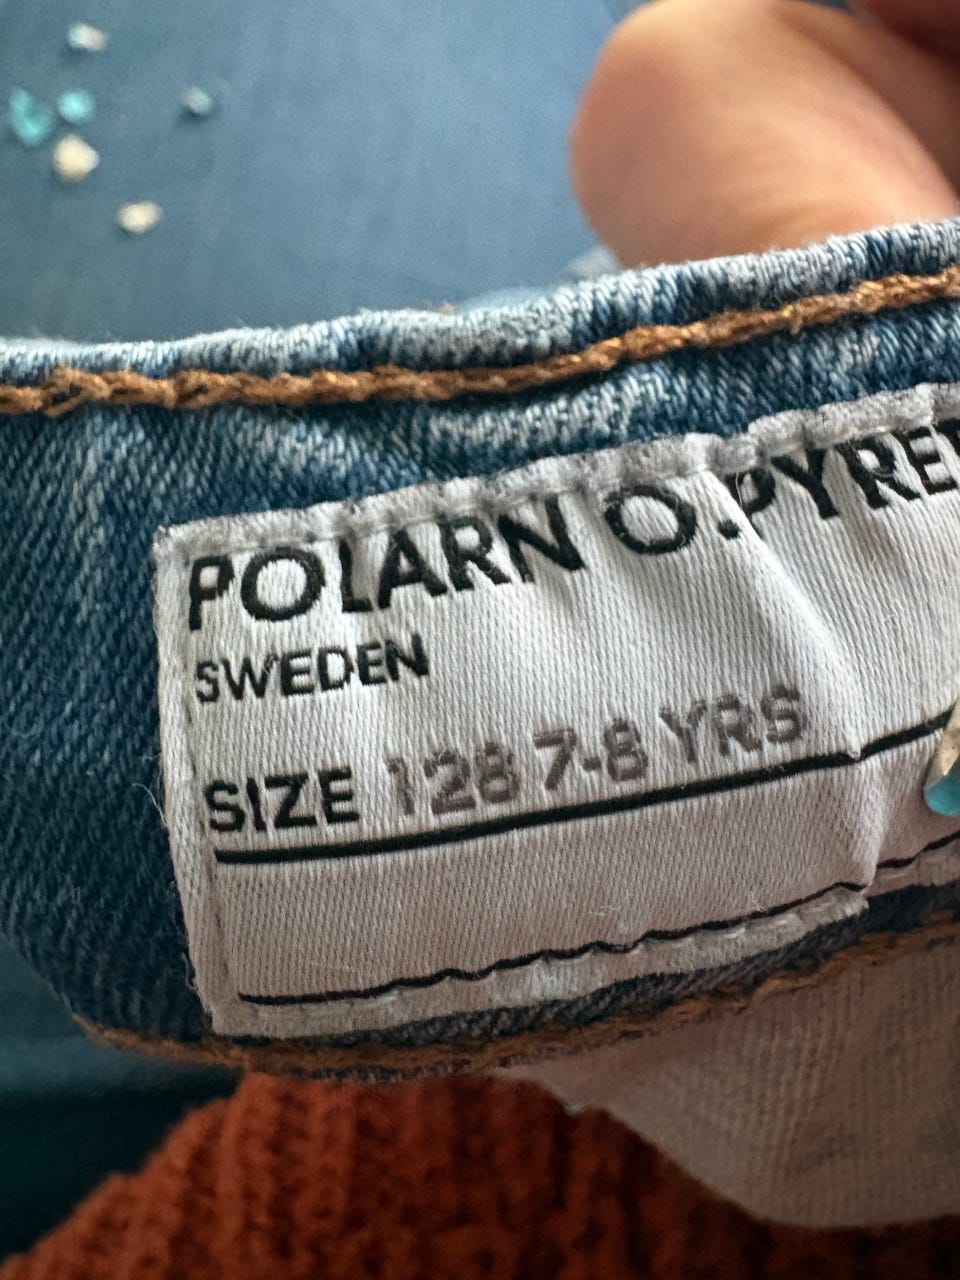 POLARN O.PYRE
SWEDEN
SIZE 128 7-8 YRS